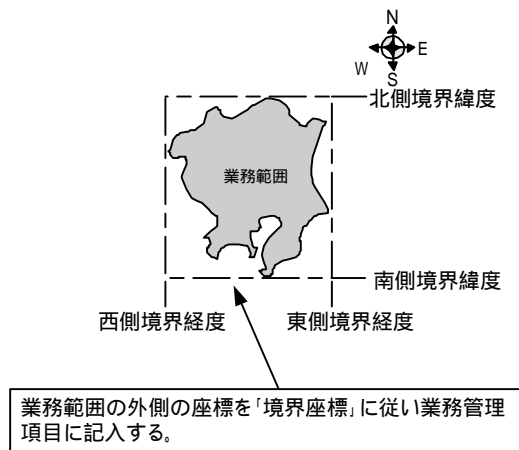 N
W
E
S
北側境界緯度
業務範囲
南側境界緯度
西側境界経度
東側境界経度
業務範囲の外側の座標を「境界座標」に従い業務管理
項目に記入する。